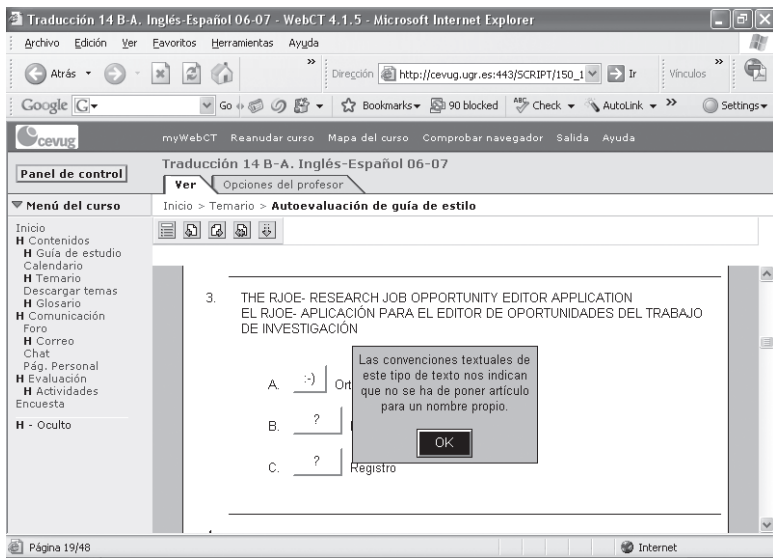 Traducción 14 B-A. Inglés-Español 06-07 - WebCT 4.1.5 - Microsoft Internet Explorer
Archivo Edición Ver Favoritos Herramientas Ayuda
Atrás » Dirección http://cevug.ugr.es:443/SCRIPT/150_1 Ir Vínculos »
Google G Go Bookmarks 90 blocked Check AutoLink » Settings
cevug myWebCT Reanudar curso Mapa del curso Comprobar navegador Salida Ayuda
Panel de control
Traducción 14 B-A. Inglés-Español 06-07
Ver Opciones del profesor
Menú del curso
Inicio > Temario > Autoevaluación de guía de estilo
Inicio
H Contenidos
H Guía de estudio
Calendario
H Temario
Descargar temas
H Glosario
H Comunicación
Foro
H Correo
Chat
Pág. Personal
H Evaluación
H Actividades
Encuesta
H - Oculto
3. THE RJOE- RESEARCH JOB OPPORTUNITY EDITOR APPLICATION
EL RJOE- APLICACIÓN PARA EL EDITOR DE OPORTUNIDADES DEL TRABAJO
DE INVESTIGACIÓN
Las convenciones textuales de
este tipo de texto nos indican
que no se ha de poner artículo
para un nombre propio.
OK
A. :-) Ort
B. ?
C. ? Registro
Página 19/48 Internet